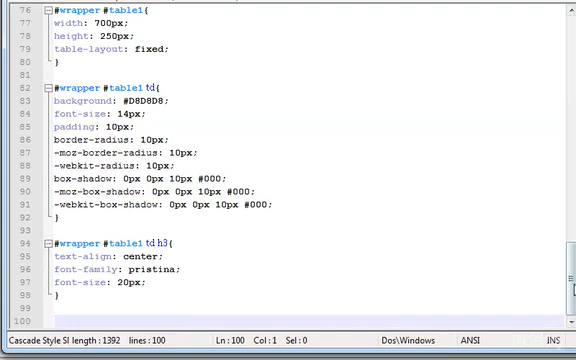 76 #wrapper #table1{
77 width: 700px;
78 height: 250px;
79 table-layout: fixed;
80 }
81
82 #wrapper #table1 td{
83 background: #D8D8D8;
84 font-size: 14px;
85 padding: 10px;
86 border-radius: 10px;
87 -moz-border-radius: 10px;
88 -webkit-radius: 10px;
89 box-shadow: 0px 0px 10px #000;
90 -moz-box-shadow: 0px 0px 10px #000;
91 -webkit-box-shadow: 0px 0px 10px #000;
92 }
93
94 #wrapper #table1 td h3{
95 text-align: center;
96 font-family: pristina;
97 font-size: 20px;
98 }
99
100
Cascade Style Sl length : 1392 lines : 100 Ln : 100 Col : 1 Sel : 0 Dos\Windows ANSI INS